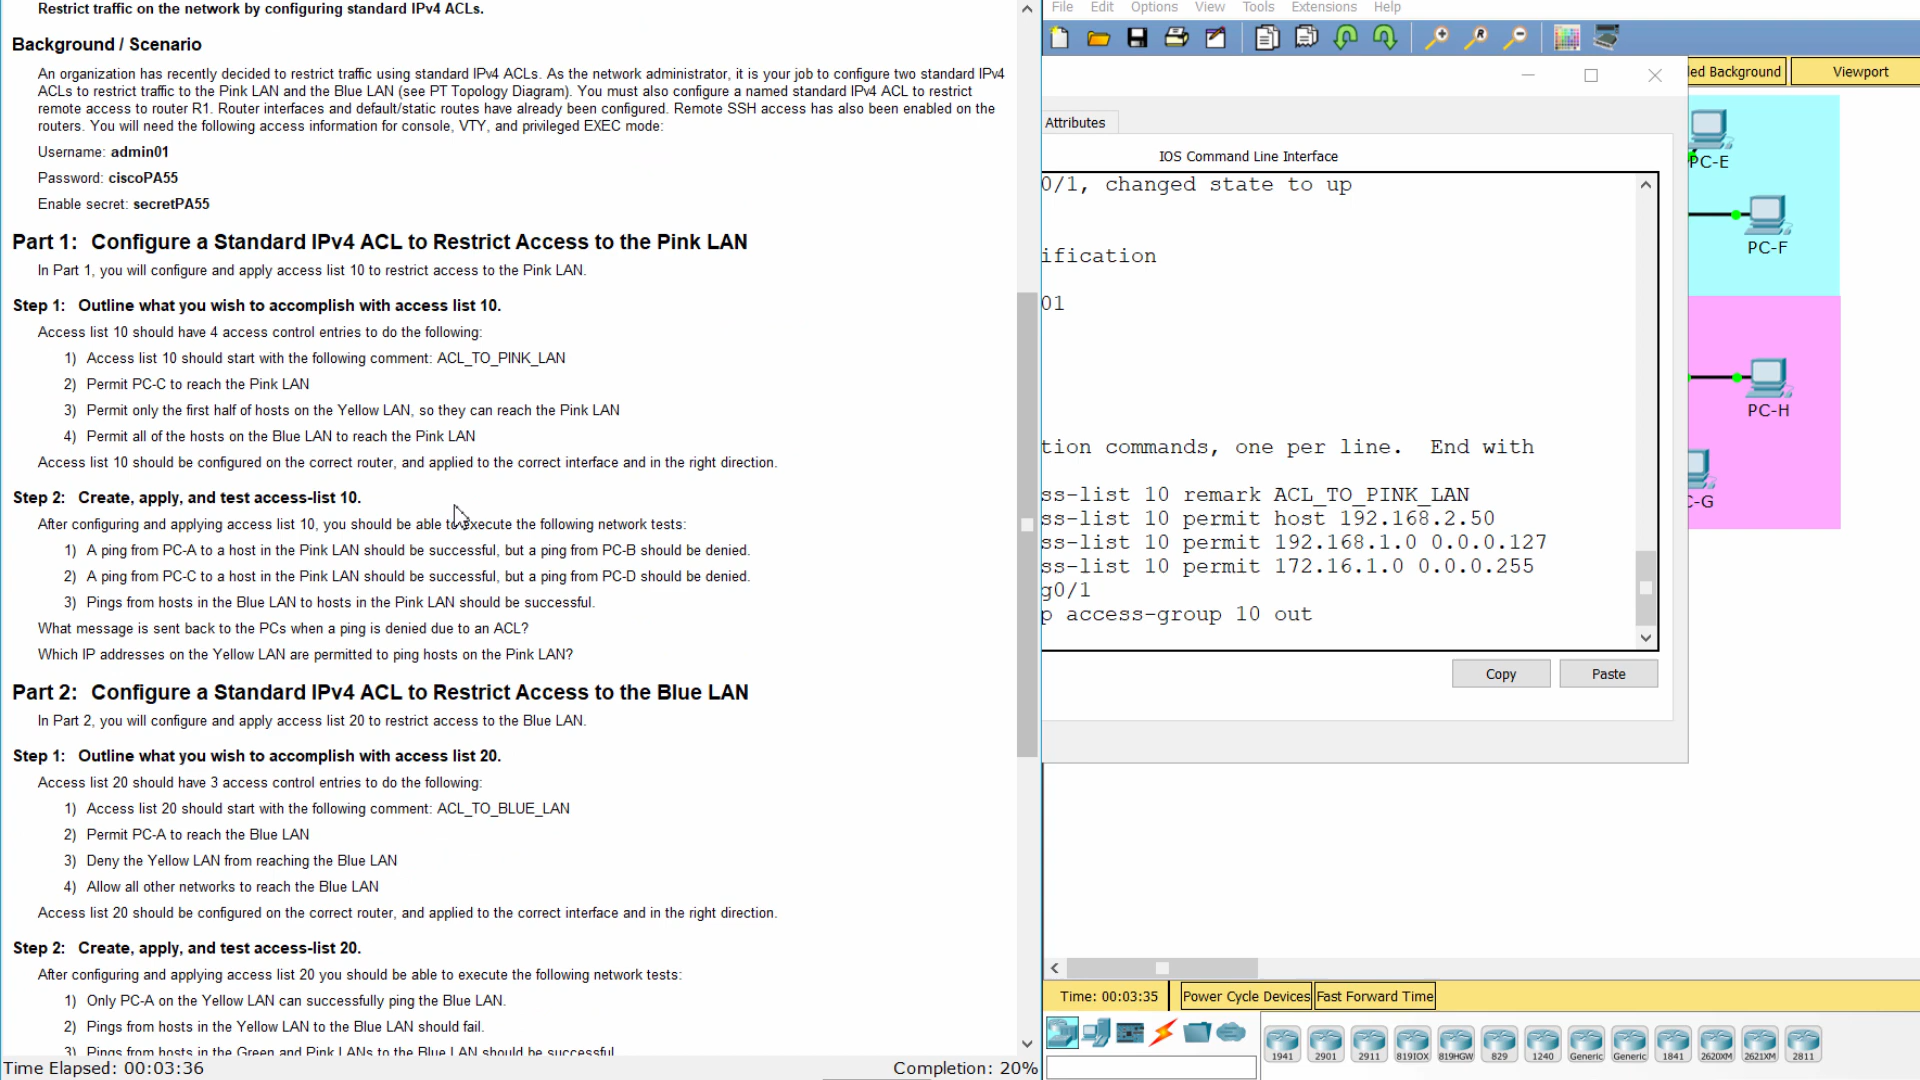 Restrict traffic on the network by configuring standard IPv4 ACLs.
Background / Scenario
An organization has recently decided to restrict traffic using standard IPv4 ACLs. As the network administrator, it is your job to configure two standard IPv4
ACLs to restrict traffic to the Pink LAN and the Blue LAN (see PT Topology Diagram). You must also configure a named standard IPv4 ACL to restrict
remote access to router R1. Router interfaces and default/static routes have already been configured. Remote SSH access has also been enabled on the
routers. You will need the following access information for console, VTY, and privileged EXEC mode:
Username: admin01
Password: ciscoPA55
Enable secret: secretPA55
Part 1: Configure a Standard IPv4 ACL to Restrict Access to the Pink LAN
In Part 1, you will configure and apply access list 10 to restrict access to the Pink LAN.
Step 1: Outline what you wish to accomplish with access list 10.
Access list 10 should have 4 access control entries to do the following:
1) Access list 10 should start with the following comment: ACL_TO_PINK_LAN
2) Permit PC-C to reach the Pink LAN
3) Permit only the first half of hosts on the Yellow LAN, so they can reach the Pink LAN
4) Permit all of the hosts on the Blue LAN to reach the Pink LAN
Access list 10 should be configured on the correct router, and applied to the correct interface and in the right direction.
Step 2: Create, apply, and test access-list 10.
After configuring and applying access list 10, you should be able to execute the following network tests:
1) A ping from PC-A to a host in the Pink LAN should be successful, but a ping from PC-B should be denied.
2) A ping from PC-C to a host in the Pink LAN should be successful, but a ping from PC-D should be denied.
3) Pings from hosts in the Blue LAN to hosts in the Pink LAN should be successful.
What message is sent back to the PCs when a ping is denied due to an ACL?
Which IP addresses on the Yellow LAN are permitted to ping hosts on the Pink LAN?
Part 2: Configure a Standard IPv4 ACL to Restrict Access to the Blue LAN
In Part 2, you will configure and apply access list 20 to restrict access to the Blue LAN.
Step 1: Outline what you wish to accomplish with access list 20.
Access list 20 should have 3 access control entries to do the following:
1) Access list 20 should start with the following comment: ACL_TO_BLUE_LAN
2) Permit PC-A to reach the Blue LAN
3) Deny the Yellow LAN from reaching the Blue LAN
4) Allow all other networks to reach the Blue LAN
Access list 20 should be configured on the correct router, and applied to the correct interface and in the right direction.
Step 2: Create, apply, and test access-list 20.
After configuring and applying access list 20 you should be able to execute the following network tests:
1) Only PC-A on the Yellow LAN can successfully ping the Blue LAN.
2) Pings from hosts in the Yellow LAN to the Blue LAN should fail.
3) Pings from hosts in the Green and Pink LANs to the Blue LAN should be successful.
Time Elapsed: 00:03:36
Completion: 20%
File Edit Options View Tools Extensions Help
led Background
Viewport
Attributes
IOS Command Line Interface
0/1, changed state to up
ification
01
tion commands, one per line. End with
ss-list 10 remark ACL_TO_PINK_LAN
ss-list 10 permit host 192.168.2.50
ss-list 10 permit 192.168.1.0 0.0.0.127
ss-list 10 permit 172.16.1.0 0.0.0.255
g0/1
p access-group 10 out
Copy
Paste
PC-E
PC-F
PC-H
C-G
Time: 00:03:35
Power Cycle Devices
Fast Forward Time
1941 2901 2911 819IOX 819HGW 829 1240 Generic Generic 1841 2620XM 2621XM 2811